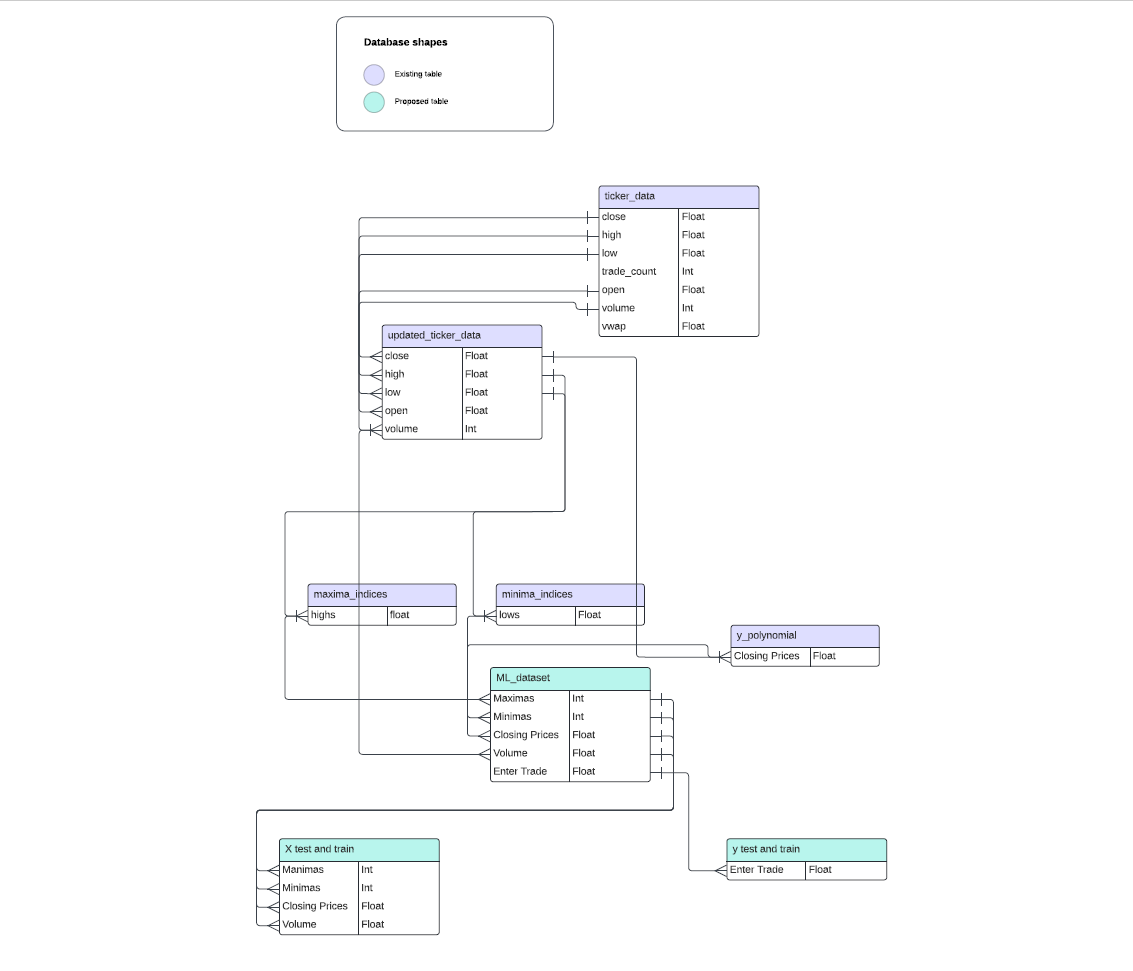 Database shapes
Existing table
Proposed table
ticker_data
close Float
high Float
low Float
trade_count Int
open Float
volume Int
vwap Float
updated_ticker_data
close Float
high Float
low Float
open Float
volume Int
maxima_indices
highs float
minima_indices
lows Float
y_polynomial
Closing Prices Float
ML_dataset
Maximas Int
Minimas Int
Closing Prices Float
Volume Float
Enter Trade Float
X test and train
Manimas Int
Minimas Int
Closing Prices Float
Volume Float
y test and train
Enter Trade Float